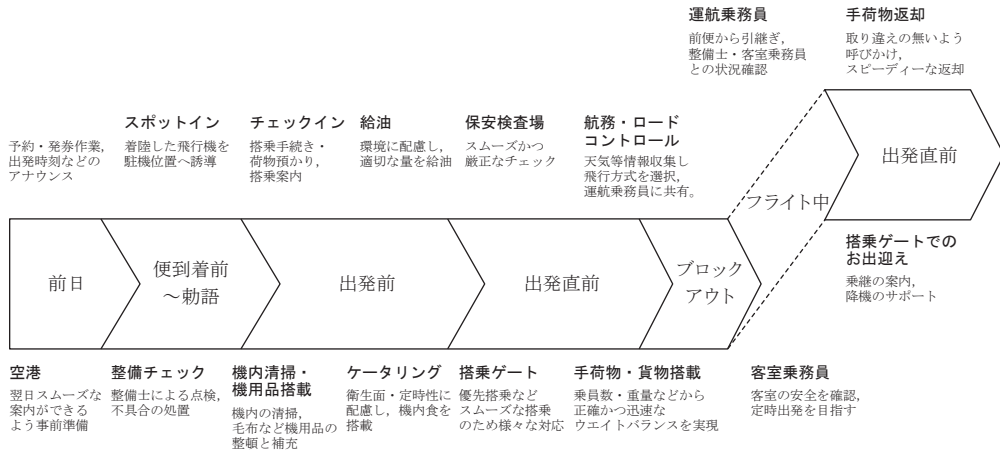 運航乗務員
前便から引継ぎ,
整備士・客室乗務員
との状況確認
手荷物返却
取り違えの無いよう
呼びかけ,
スピーディーな返却
予約・発券作業,
出発時刻などの
アナウンス
スポットイン
着陸した飛行機を
駐機位置へ誘導
チェックイン
搭乗手続き・
荷物預かり,
搭乗案内
給油
環境に配慮し,
適切な量を給油
保安検査場
スムーズかつ
厳正なチェック
航務・ロード
コントロール
天気等情報収集し
飛行方式を選択,
運航乗務員に共有。
フライト中
出発直前
前日
便到着前
～勤語
出発前
出発直前
ブロック
アウト
搭乗ゲートでの
お出迎え
乗継の案内,
降機のサポート
空港
翌日スムーズな
案内ができる
よう事前準備
整備チェック
整備士による点検,
不具合の処置
機内清掃・
機用品搭載
機内の清掃,
毛布など機用品の
整頓と補充
ケータリング
衛生面・定時性に
配慮し, 機内食を
搭載
搭乗ゲート
優先搭乗など
スムーズな搭乗
のため様々な対応
手荷物・貨物搭載
乗員数・重量などから
正確かつ迅速な
ウエイトバランスを実現
客室乗務員
客室の安全を確認,
定時出発を目指す